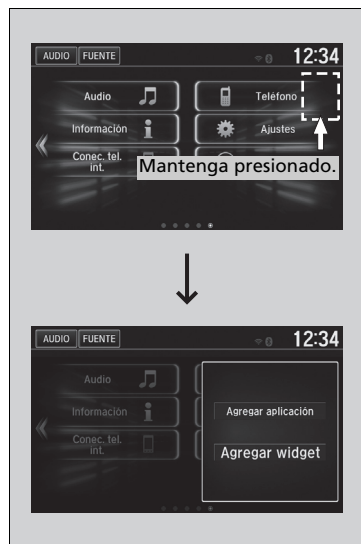 AUDIO FUENTE 12:34
Audio Teléfono
Información Ajustes
Conec. tel. int.
Mantenga presionado.
AUDIO FUENTE 12:34
Audio
Información Agregar aplicación
Conec. tel. int.
Agregar widget